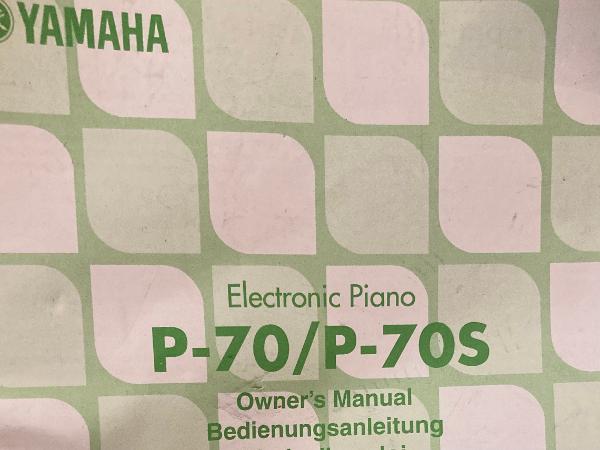 YAMAHA
Electronic Piano
P-70/P-70S
Owner's Manual
Bedienungsanleitung